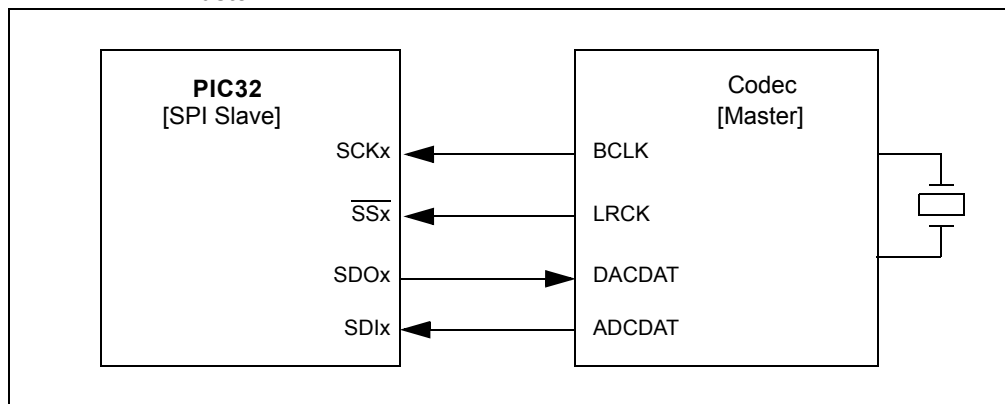 PIC32
[SPI Slave]
Codec
[Master]
SCKx
BCLK
SSx
LRCK
SDOx
DACDAT
SDIx
ADCDAT